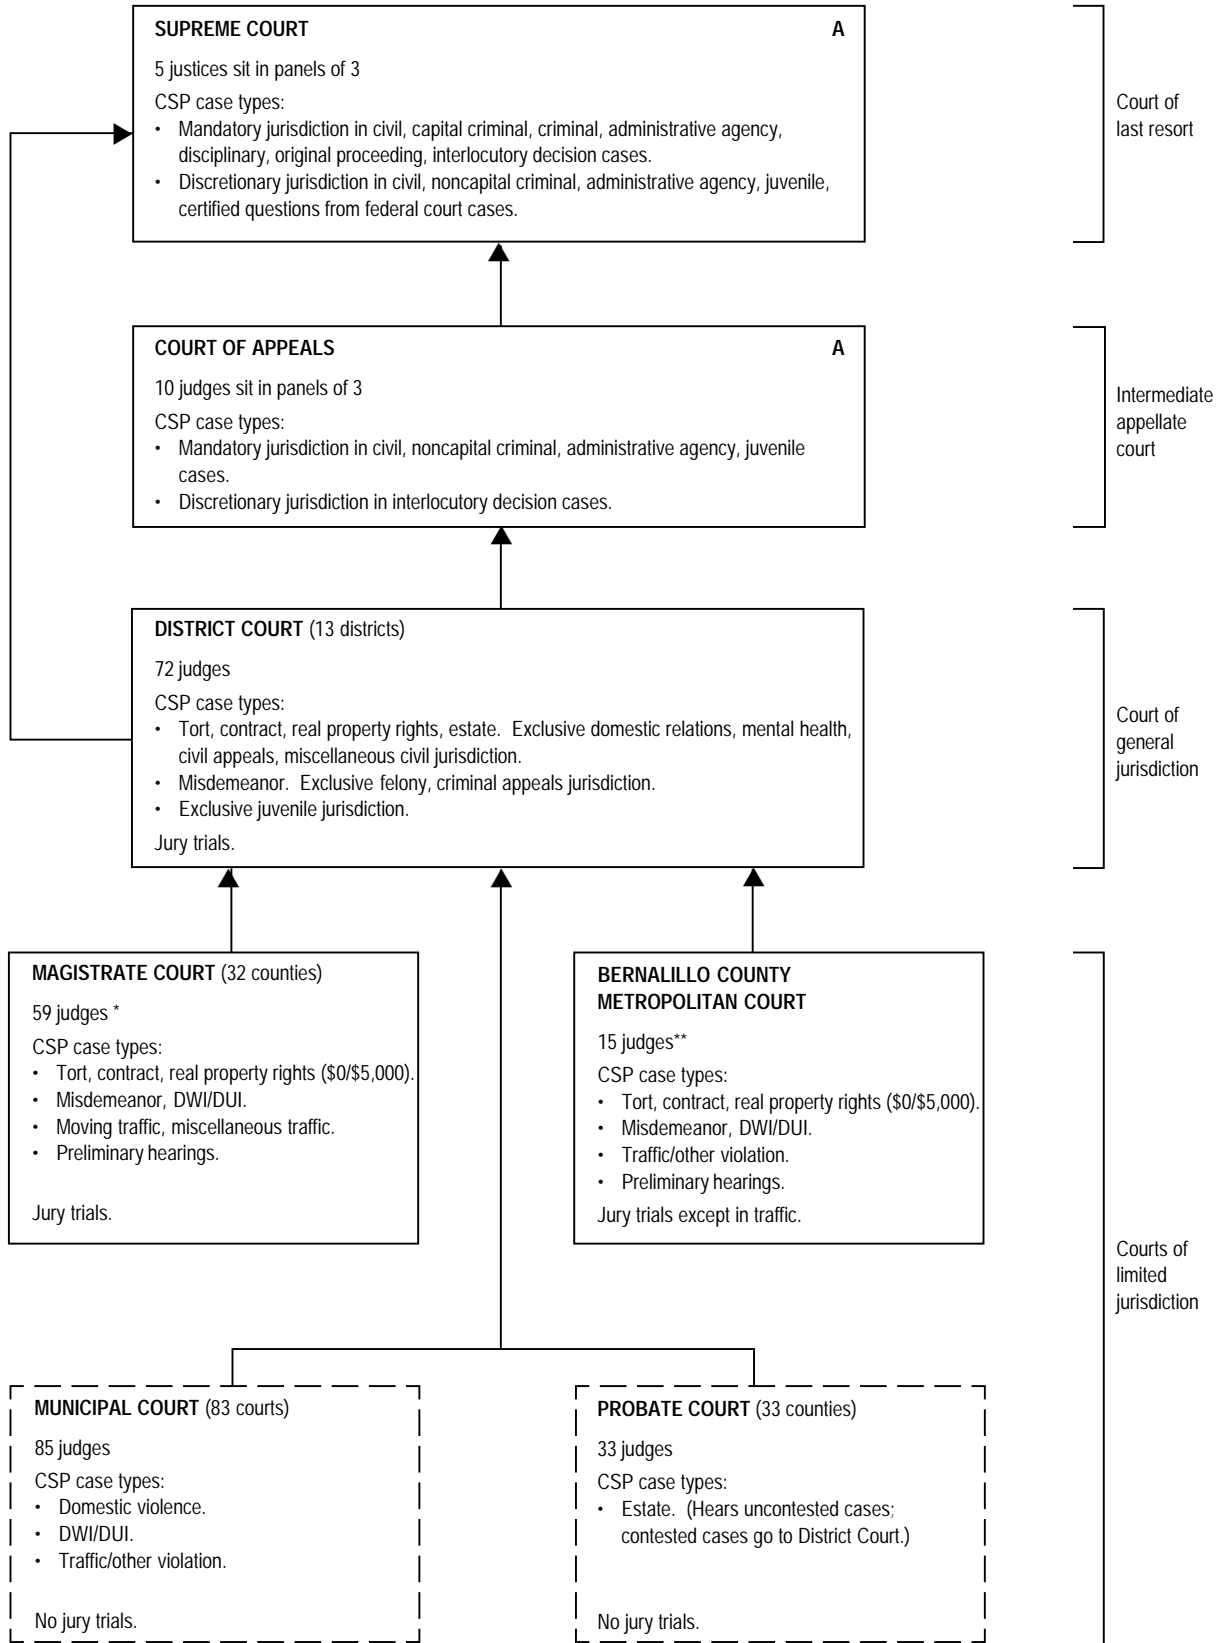 SUPREME COURT A
5 justices sit in panels of 3
CSP case types:
• Mandatory jurisdiction in civil, capital criminal, criminal, administrative agency,
disciplinary, original proceeding, interlocutory decision cases.
• Discretionary jurisdiction in civil, noncapital criminal, administrative agency, juvenile,
certified questions from federal court cases.
Court of
last resort
COURT OF APPEALS A
10 judges sit in panels of 3
CSP case types:
• Mandatory jurisdiction in civil, noncapital criminal, administrative agency, juvenile
cases.
• Discretionary jurisdiction in interlocutory decision cases.
Intermediate
appellate
court
DISTRICT COURT (13 districts)
72 judges
CSP case types:
• Tort, contract, real property rights, estate. Exclusive domestic relations, mental health,
civil appeals, miscellaneous civil jurisdiction.
• Misdemeanor. Exclusive felony, criminal appeals jurisdiction.
• Exclusive juvenile jurisdiction.
Jury trials.
Court of
general
jurisdiction
MAGISTRATE COURT (32 counties)
59 judges *
CSP case types:
• Tort, contract, real property rights ($0/$5,000).
• Misdemeanor, DWI/DUI.
• Moving traffic, miscellaneous traffic.
• Preliminary hearings.
Jury trials.
BERNALILLO COUNTY
METROPOLITAN COURT
15 judges**
CSP case types:
• Tort, contract, real property rights ($0/$5,000).
• Misdemeanor, DWI/DUI.
• Traffic/other violation.
• Preliminary hearings.
Jury trials except in traffic.
Courts of
limited
jurisdiction
MUNICIPAL COURT (83 courts)
85 judges
CSP case types:
• Domestic violence.
• DWI/DUI.
• Traffic/other violation.
No jury trials.
PROBATE COURT (33 counties)
33 judges
CSP case types:
• Estate. (Hears uncontested cases;
contested cases go to District Court.)
No jury trials.